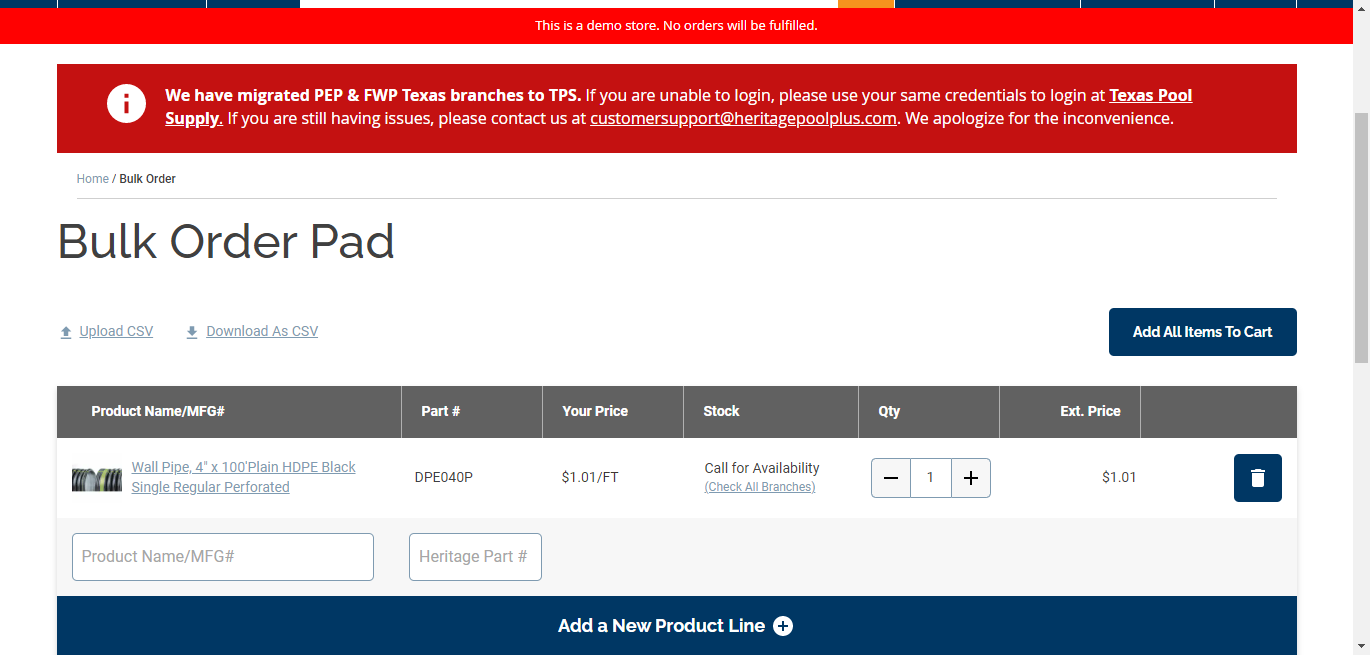 This is a demo store. No orders will be fulfilled.
We have migrated PEP & FWP Texas branches to TPS. If you are unable to login, please use your same credentials to login at Texas Pool
Supply. If you are still having issues, please contact us at customersupport@heritagepoolplus.com. We apologize for the inconvenience.
Home / Bulk Order
Bulk Order Pad
Upload CSV Download As CSV
Add All Items To Cart
Product Name/MFG# Part # Your Price Stock Qty Ext. Price
Wall Pipe, 4" x 100'Plain HDPE Black
Single Regular Perforated
DPE040P $1.01/FT
Call for Availability
(Check All Branches)
1
$1.01
Product Name/MFG# Heritage Part #
Add a New Product Line